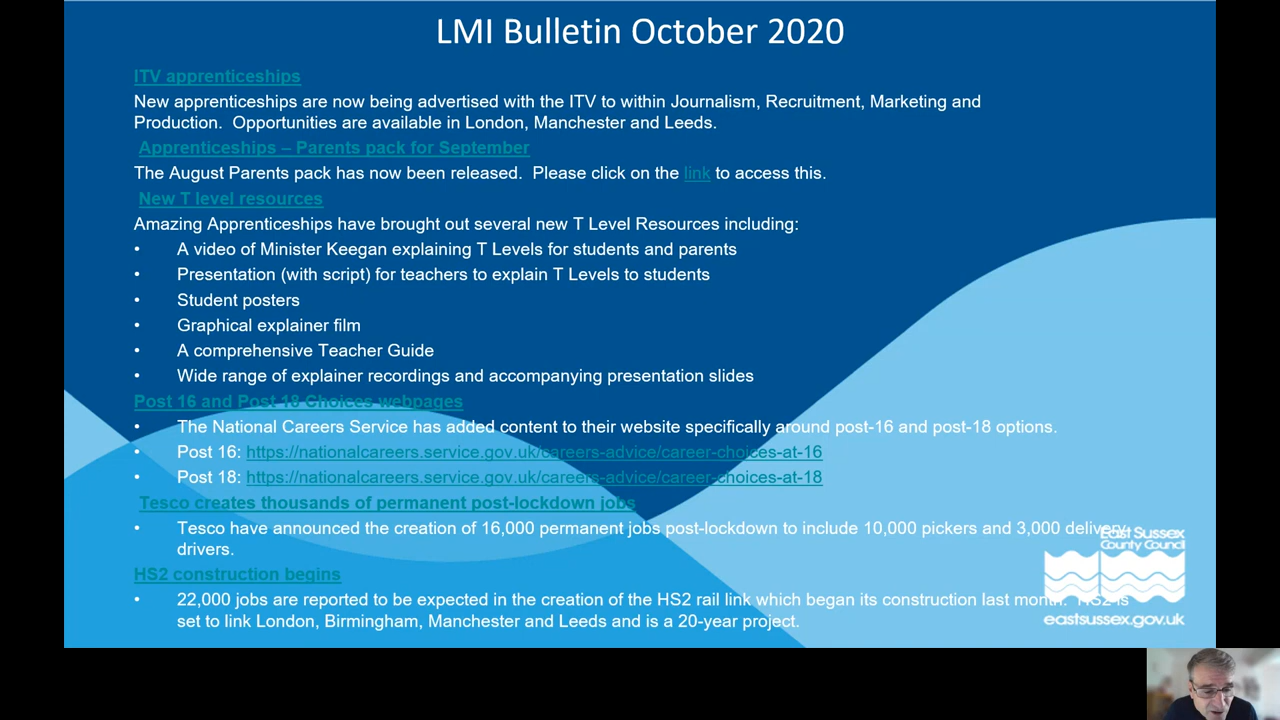 LMI Bulletin October 2020
ITV apprenticeships
New apprenticeships are now being advertised with the ITV to within Journalism, Recruitment, Marketing and
Production.  Opportunities are available in London, Manchester and Leeds.
Apprenticeships – Parents pack for September
The August Parents pack has now been released.  Please click on the link to access this.
New T level resources
Amazing Apprenticeships have brought out several new T Level Resources including:
• A video of Minister Keegan explaining T Levels for students and parents
• Presentation (with script) for teachers to explain T Levels to students
• Student posters
• Graphical explainer film
• A comprehensive Teacher Guide
• Wide range of explainer recordings and accompanying presentation slides
Post 16 and Post 18 Choices webpages
• The National Careers Service has added content to their website specifically around post-16 and post-18 options.
• Post 16: https://nationalcareers.service.gov.uk/careers-advice/career-choices-at-16
• Post 18: https://nationalcareers.service.gov.uk/careers-advice/career-choices-at-18
Tesco creates thousands of permanent post-lockdown jobs
• Tesco have announced the creation of 16,000 permanent jobs post-lockdown to include 10,000 pickers and 3,000 delivery
drivers.
HS2 construction begins
• 22,000 jobs are reported to be expected in the creation of the HS2 rail link which began its construction last month.  HS2 is
set to link London, Birmingham, Manchester and Leeds and is a 20-year project.
East Sussex
County Council
eastsussex.gov.uk